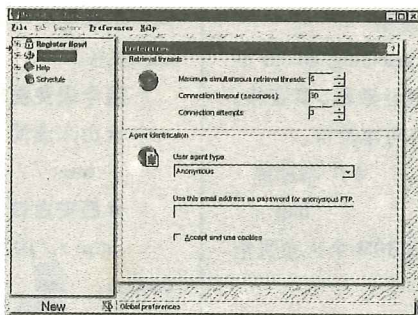 File Edit Capture Preferences Help
Register Now!
Help
Schedule
Preferences
Retrieval threads
Maximum simultaneous retrieval threads:
Connection timeout (seconds):
Connection attempts:
Agent identification
User agent type
Anonymous
Use this email address as password for anonymous FTP.
Accept and use cookies
New
Global preferences